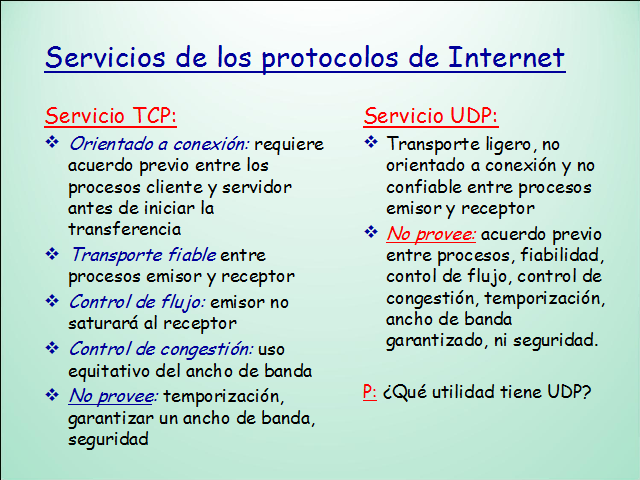 Servicios de los protocolos de Internet
Servicio TCP:
❖ Orientado a conexión: requiere
acuerdo previo entre los
procesos cliente y servidor
antes de iniciar la
transferencia
❖ Transporte fiable entre
procesos emisor y receptor
❖ Control de flujo: emisor no
saturará al receptor
❖ Control de congestión: uso
equitativo del ancho de banda
❖ No provee: temporización,
garantizar un ancho de banda,
seguridad
Servicio UDP:
❖ Transporte ligero, no
orientado a conexión y no
confiable entre procesos
emisor y receptor
❖ No provee: acuerdo previo
entre procesos, fiabilidad,
contol de flujo, control de
congestión, temporización,
ancho de banda
garantizado, ni seguridad.
P: ¿Qué utilidad tiene UDP?